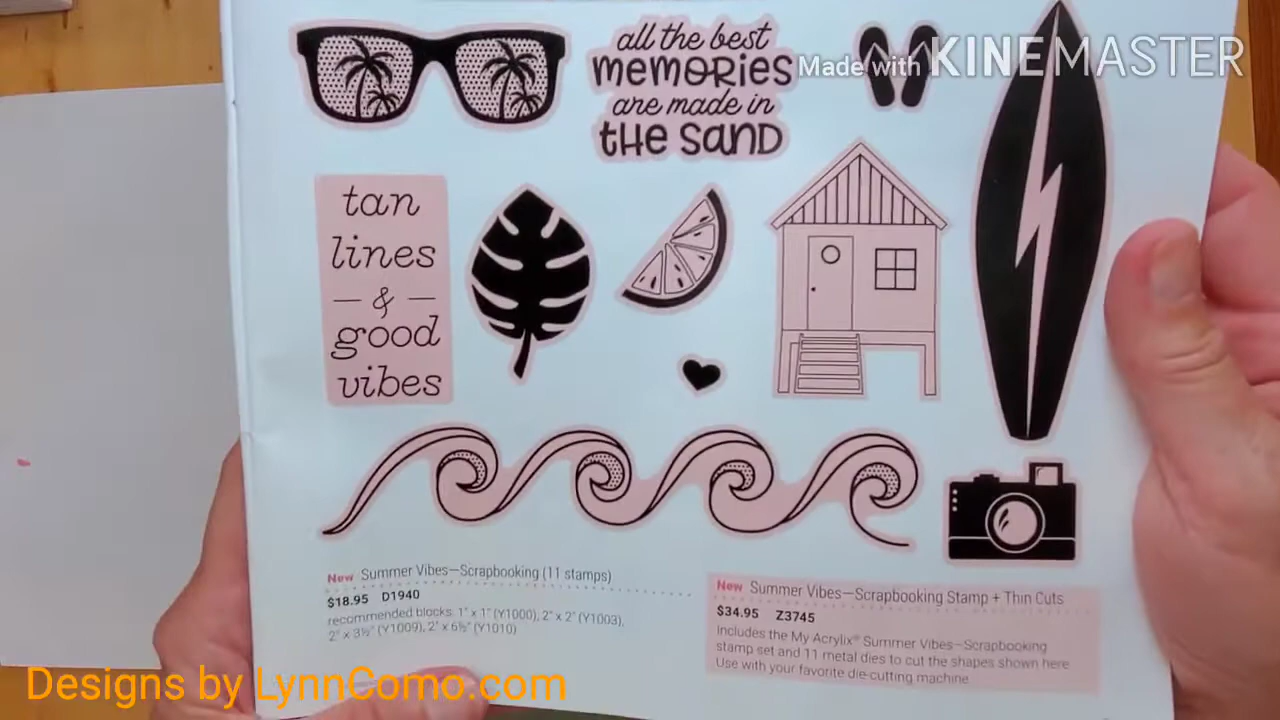 all the best
memories
are made in
the sand
Made with KINEMASTER
tan
lines
&
good
vibes
New Summer Vibes—Scrapbooking (11 stamps)
$18.95 D1940
recommended blocks: 1" x 1" (Y1000), 2" x 2" (Y1003),
2" x 3½" (Y1009), 2" x 6½" (Y1010)
New Summer Vibes—Scrapbooking Stamp + Thin Cuts
$34.95 Z3745
Includes the My Acrylix® Summer Vibes—Scrapbooking
stamp set and 11 metal dies to cut the shapes shown here.
Use with your favorite die-cutting machine.
Designs by LynnComo.com